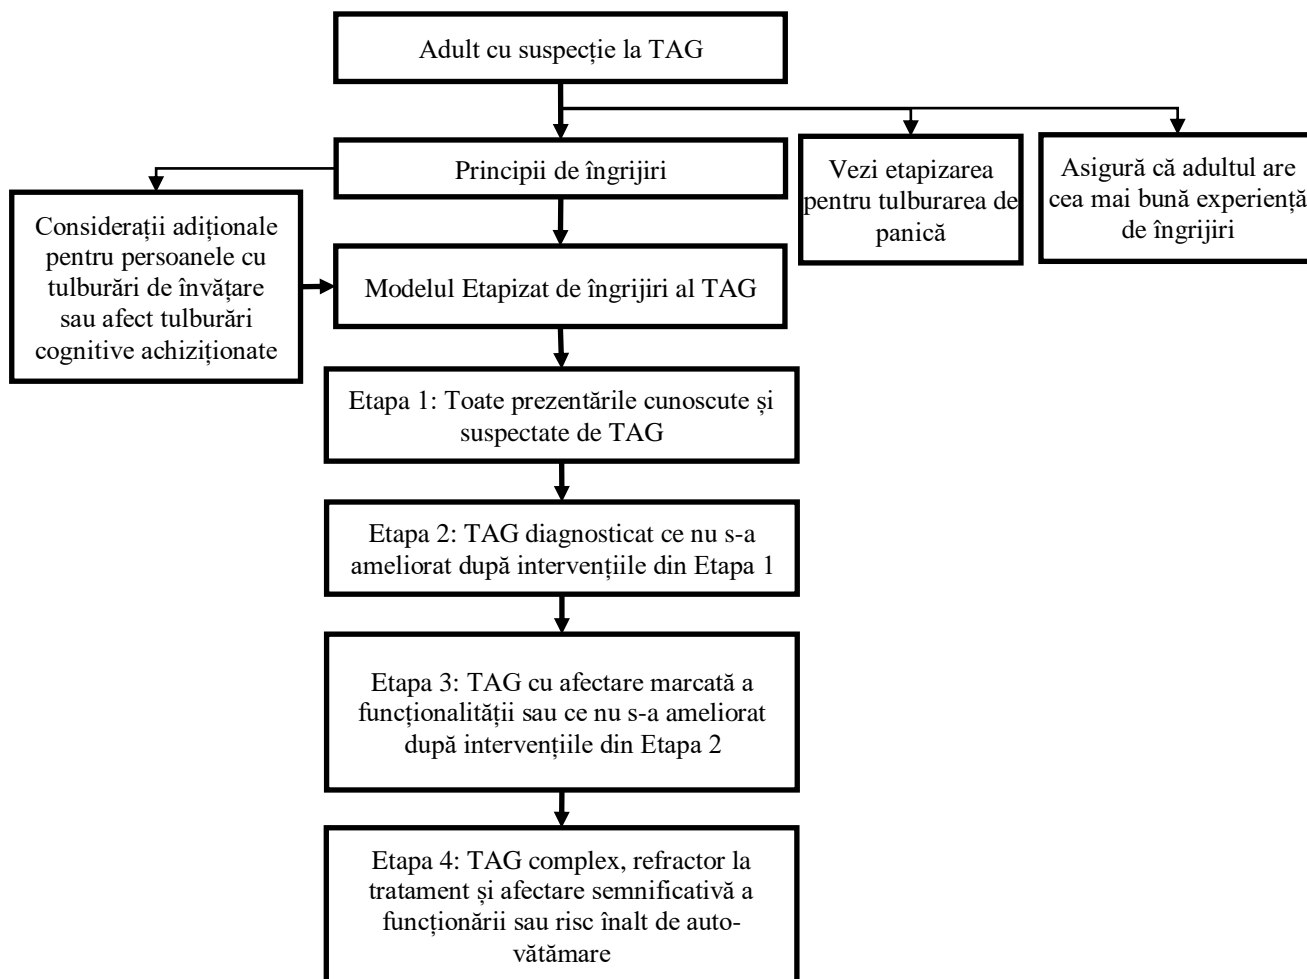 Adult cu suspecție la TAG
Principii de îngrijiri
Vezi etapizarea
pentru tulburarea de
panică
Asigură că adultul are
cea mai bună experiență
de îngrijiri
Considerații adiționale
pentru persoanele cu
tulburări de învățare
sau afect tulburări
cognitive achiziționate
Modelul Etapizat de îngrijiri al TAG
Etapa 1: Toate prezentările cunoscute și
suspectate de TAG
Etapa 2: TAG diagnosticat ce nu s-a
ameliorat după intervențiile din Etapa 1
Etapa 3: TAG cu afectare marcată a
funcționalității sau ce nu s-a ameliorat
după intervențiile din Etapa 2
Etapa 4: TAG complex, refractor la
tratament și afectare semnificativă a
funcționării sau risc înalt de auto-
vătămare